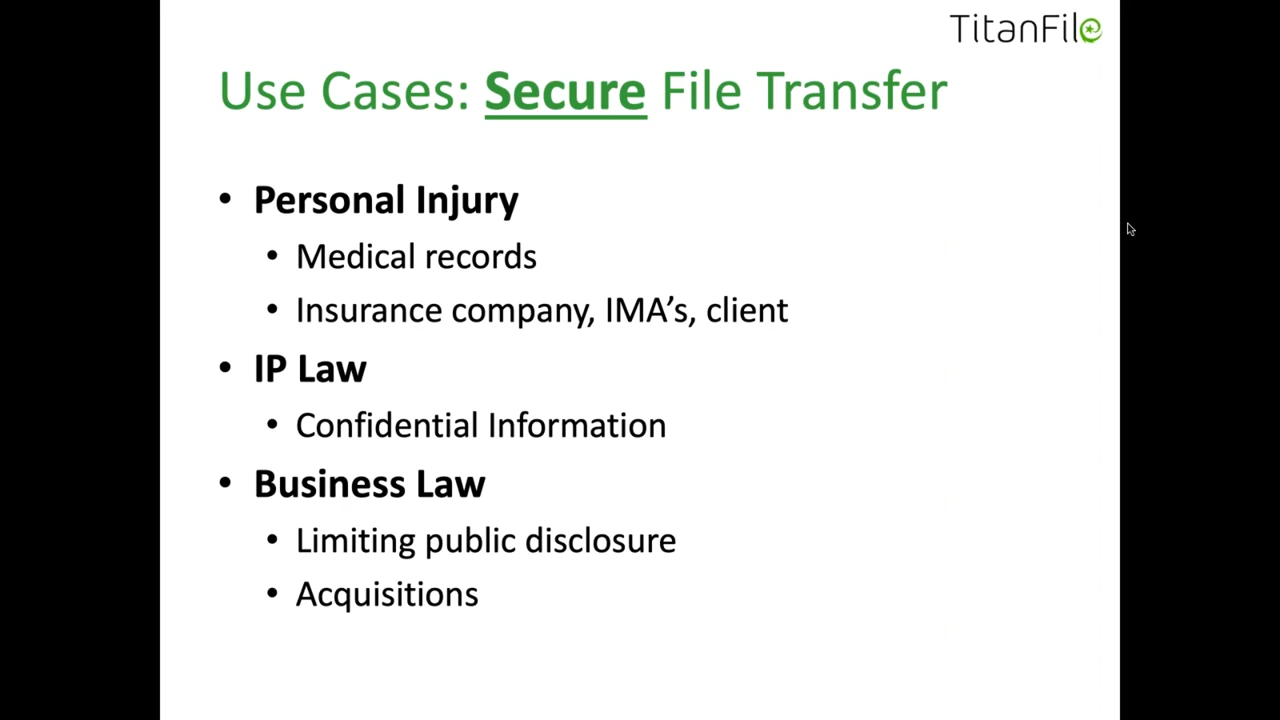 TitanFile
Use Cases: Secure File Transfer
• Personal Injury
• Medical records
• Insurance company, IMA’s, client
• IP Law
• Confidential Information
• Business Law
• Limiting public disclosure
• Acquisitions